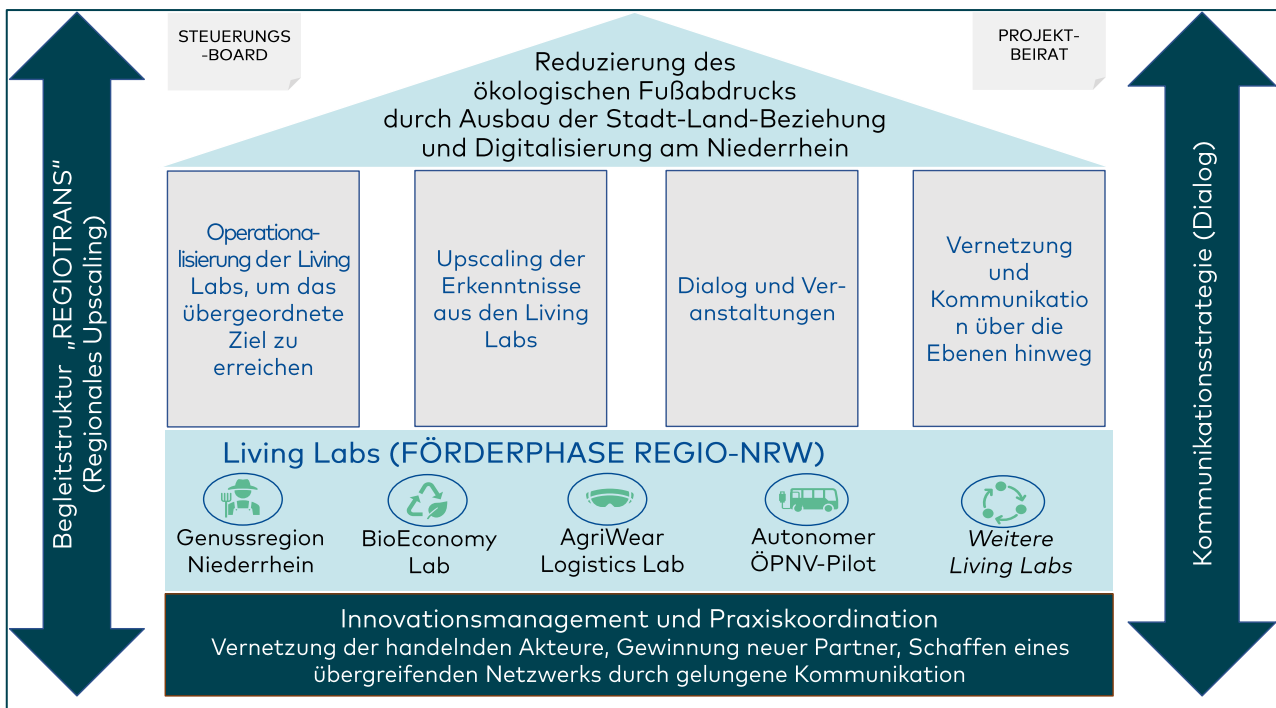 STEUERUNGS
-BOARD
PROJEKT-
BEIRAT
Reduzierung des
ökologischen Fußabdrucks
durch Ausbau der Stadt-Land-Beziehung
und Digitalisierung am Niederrhein
Begleitstruktur „REGIOTRANS“
(Regionales Upscaling)
Operationa-
lisierung der Living
Labs, um das
übergeordnete
Ziel zu
erreichen
Upscaling der
Erkenntnisse
aus den Living
Labs
Dialog und Ver-
anstaltungen
Vernetzung
und
Kommunikatio
n über die
Ebenen hinweg
Kommunikationsstrategie (Dialog)
Living Labs (FÖRDERPHASE REGIO-NRW)
Genussregion
Niederrhein
BioEconomy
Lab
AgriWear
Logistics Lab
Autonomer
ÖPNV-Pilot
Weitere
Living Labs
Innovationsmanagement und Praxiskoordination
Vernetzung der handelnden Akteure, Gewinnung neuer Partner, Schaffen eines
übergreifenden Netzwerks durch gelungene Kommunikation